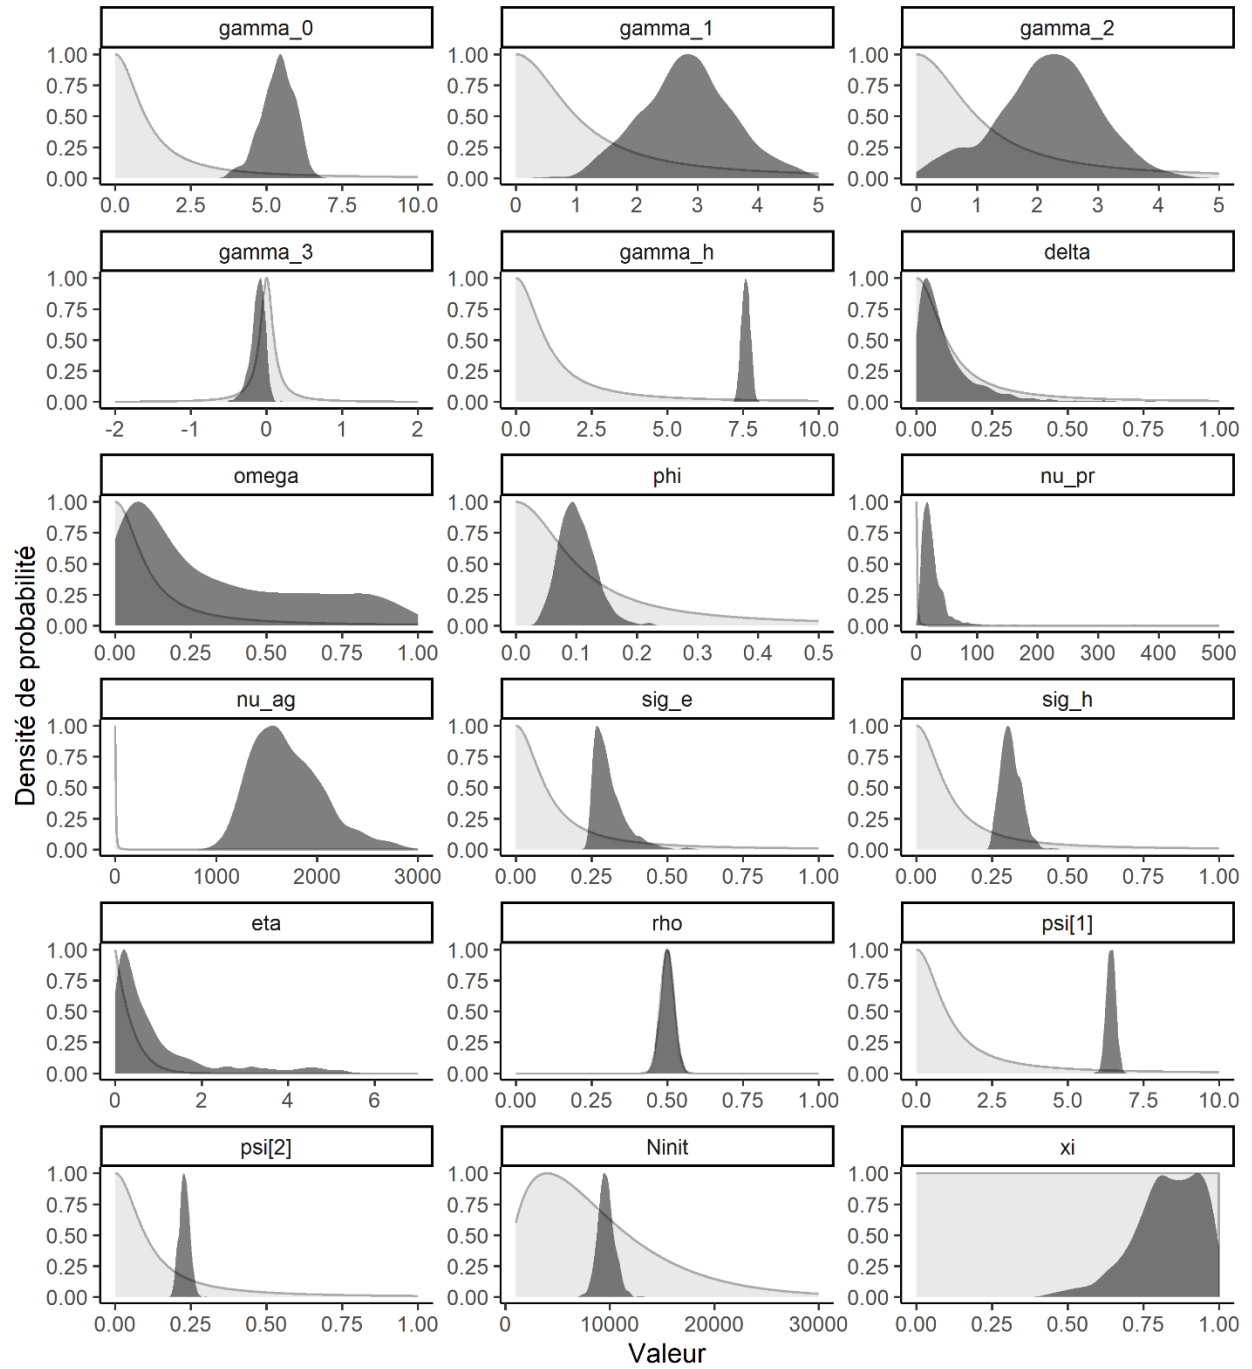 gamma_0 gamma_1 gamma_2
1.00 1.00 1.00
0.75 0.75 0.75
0.50 0.50 0.50
0.25 0.25 0.25
0.00 0.00 0.00
0.0 2.5 5.0 7.5 10.0 0 1 2 3 4 5 0 1 2 3 4 5
gamma_3 gamma_h delta
1.00 1.00 1.00
0.75 0.75 0.75
0.50 0.50 0.50
0.25 0.25 0.25
0.00 0.00 0.00
-2 -1 0 1 2 0.0 2.5 5.0 7.5 10.0 0.00 0.25 0.50 0.75 1.00
omega phi nu_pr
1.00 1.00 1.00
0.75 0.75 0.75
0.50 0.50 0.50
0.25 0.25 0.25
0.00 0.00 0.00
0.00 0.25 0.50 0.75 1.00 0.0 0.1 0.2 0.3 0.4 0.5 0 100 200 300 400 500
Densité de probabilité
nu_ag sig_e sig_h
1.00 1.00 1.00
0.75 0.75 0.75
0.50 0.50 0.50
0.25 0.25 0.25
0.00 0.00 0.00
0 1000 2000 3000 0.00 0.25 0.50 0.75 1.00 0.00 0.25 0.50 0.75 1.00
eta rho psi[1]
1.00 1.00 1.00
0.75 0.75 0.75
0.50 0.50 0.50
0.25 0.25 0.25
0.00 0.00 0.00
0 2 4 6 0.00 0.25 0.50 0.75 1.00 0.0 2.5 5.0 7.5 10.0
psi[2] Ninit xi
1.00 1.00 1.00
0.75 0.75 0.75
0.50 0.50 0.50
0.25 0.25 0.25
0.00 0.00 0.00
0.00 0.25 0.50 0.75 1.00 0 10000 20000 30000 0.00 0.25 0.50 0.75 1.00
Valeur